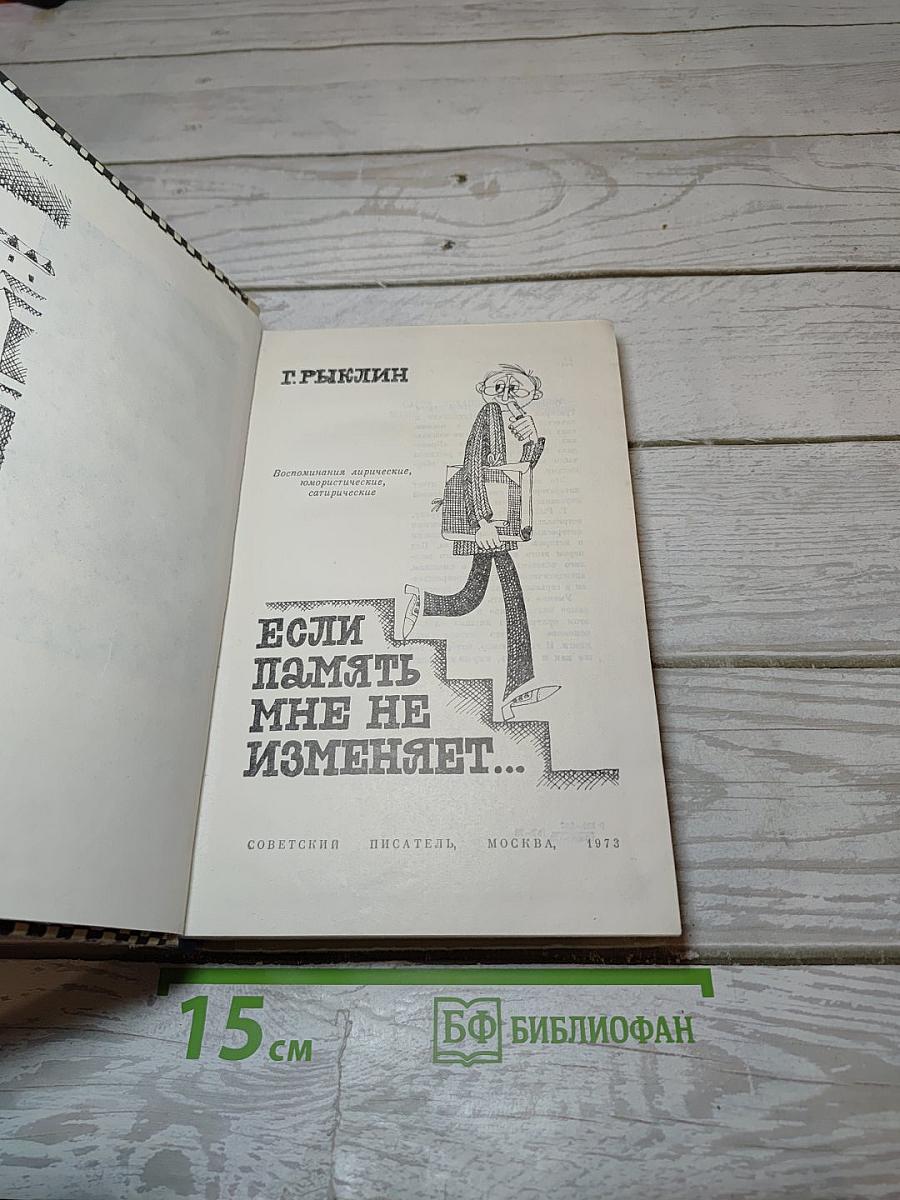 Г. РЫКЛИН
Воспоминания лирические,
юмористические,
сатирические
ЕСЛИ
ПАМЯТЬ
МНЕ НЕ
ИЗМЕНЯЕТ...
СОВЕТСКИЙ ПИСАТЕЛЬ, МОСКВА, 1973
15 см
БФ БИБЛИОФАН